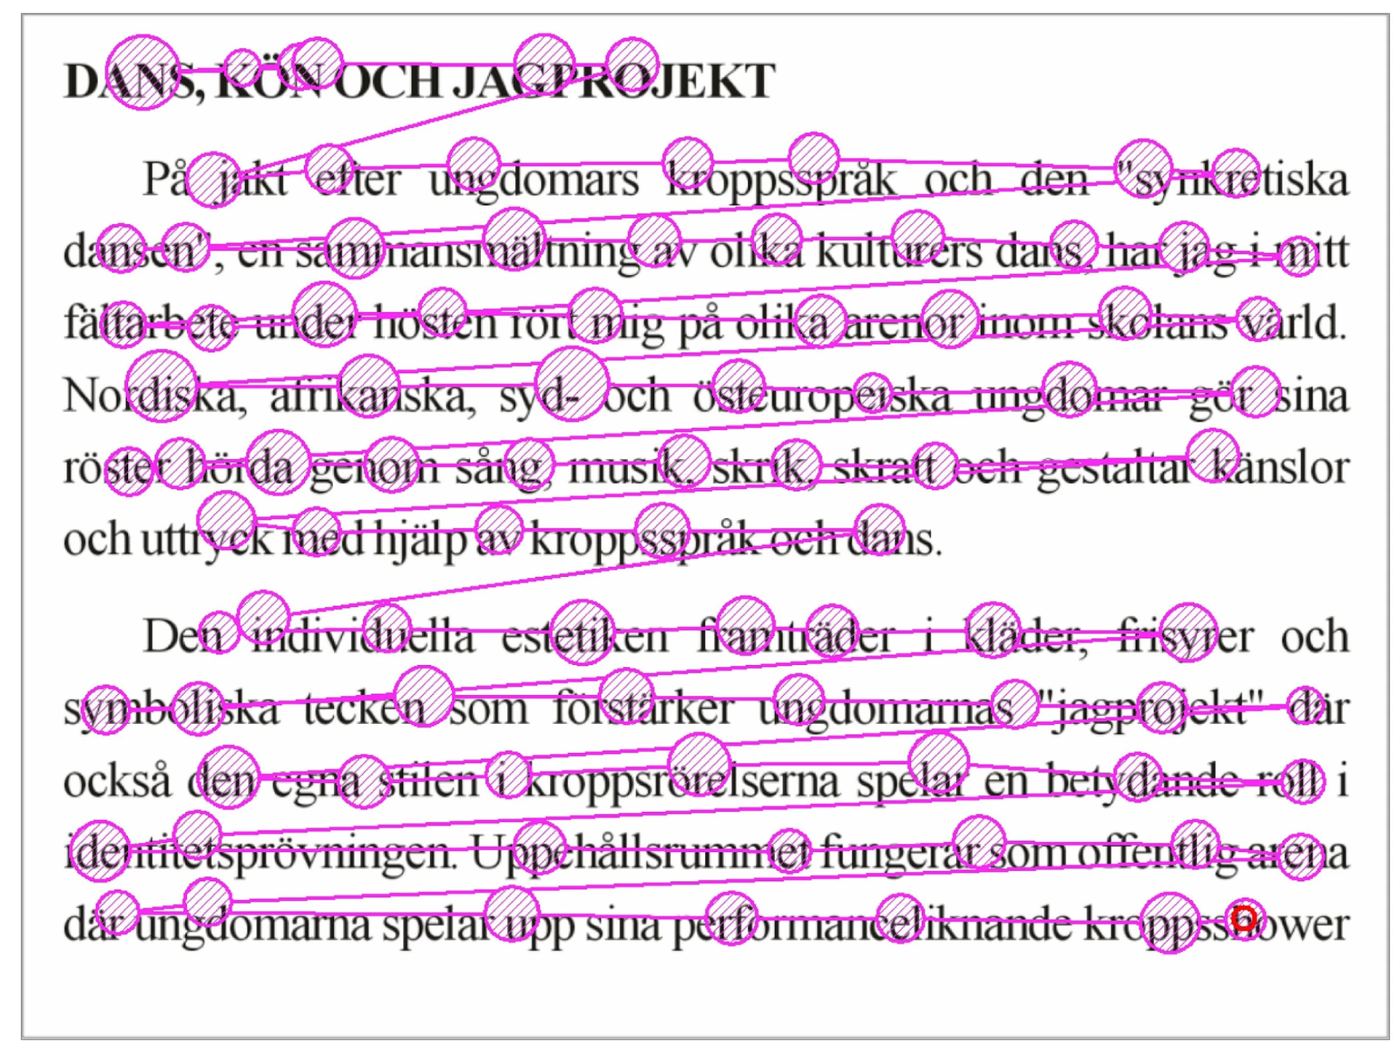 DANS, KÖN OCH JAGPROJEKT
På jakt efter ungdomars kroppsspråk och den "synkretiska
dansen", en sammansmältning av olika kulturers dans, har jag i mitt
fältarbete under hösten rört mig på olika arenor inom skolans värld.
Nordiska, afrikanska, syd- och östeuropeiska ungdomar gör sina
röster hörda genom sång, musik, skrik, skratt och gestaltar känslor
och uttryck med hjälp av kroppsspråk och dans.
Den individuella estetiken framträder i kläder, frisyrer och
symboliska tecken som förstärker ungdomarnas "jagprojekt" där
också den egna stilen i kroppsrörelserna spelar en betydande roll i
identitetsprövningen. Uppehållsrummet fungerar som offentlig arena
där ungdomarna spelar upp sina performanceliknande kroppsshower